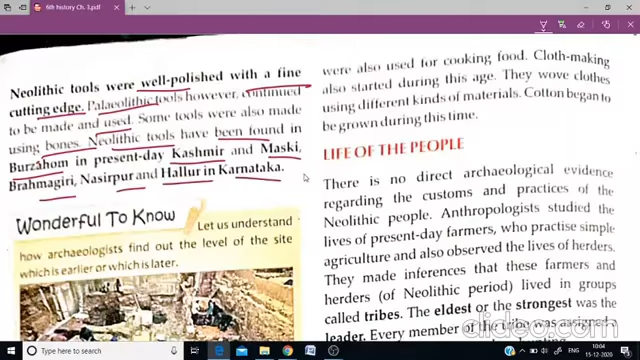 6th history Ch. 3.pdf
Neolithic tools were well-polished with a fine
cutting edge. Palaeolithic tools however, continued
to be made and used. Some tools were also made
using bones. Neolithic tools have been found in
Burzahom in present-day Kashmir and Maski,
Brahmagiri, Nasirpur and Hallur in Karnataka.
Wonderful To Know
Let us understand
how archaeologists find out the level of the site
which is earlier or which is later.
were also used for cooking food. Cloth-making
also started during this age. They wove clothes
using different kinds of materials. Cotton began to
be grown during this time.
LIFE OF THE PEOPLE
There is no direct archaeological evidence
regarding the customs and practices of the
Neolithic people. Anthropologists studied the
lives of present-day farmers, who practise simple
agriculture and also observed the lives of herders.
They made inferences that these farmers and
herders (of Neolithic period) lived in groups
called tribes. The eldest or the strongest was the
leader. Every member of the tribe was assigned
clideo.com
Type here to search
ENG
10:04
15-12-2020